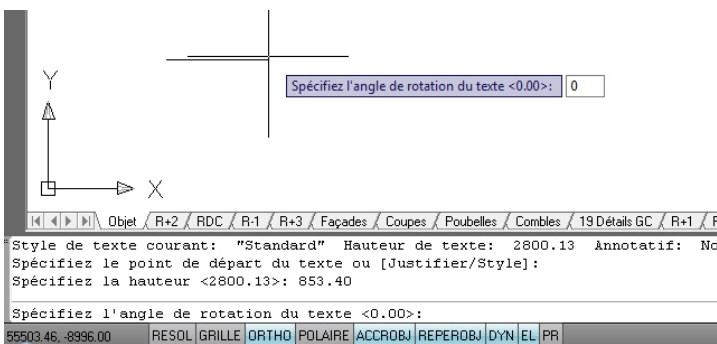 Y
Spécifiez l'angle de rotation du texte <0.00>: 0
X
Objet R+2 RDC R-1 R+3 Façades Coupes Poubelles Combles 19 Détails GC R+1
Style de texte courant: "Standard" Hauteur de texte: 2800.13 Annotatif: No
Spécifiez le point de départ du texte ou [Justifier/Style]:
Spécifiez la hauteur <2800.13>: 853.40
Spécifiez l'angle de rotation du texte <0.00>:
55503.46, -8996.00 RESOL GRILLE ORTHO POLAIRE ACCROBJ REPEROBJ DYN EL PR